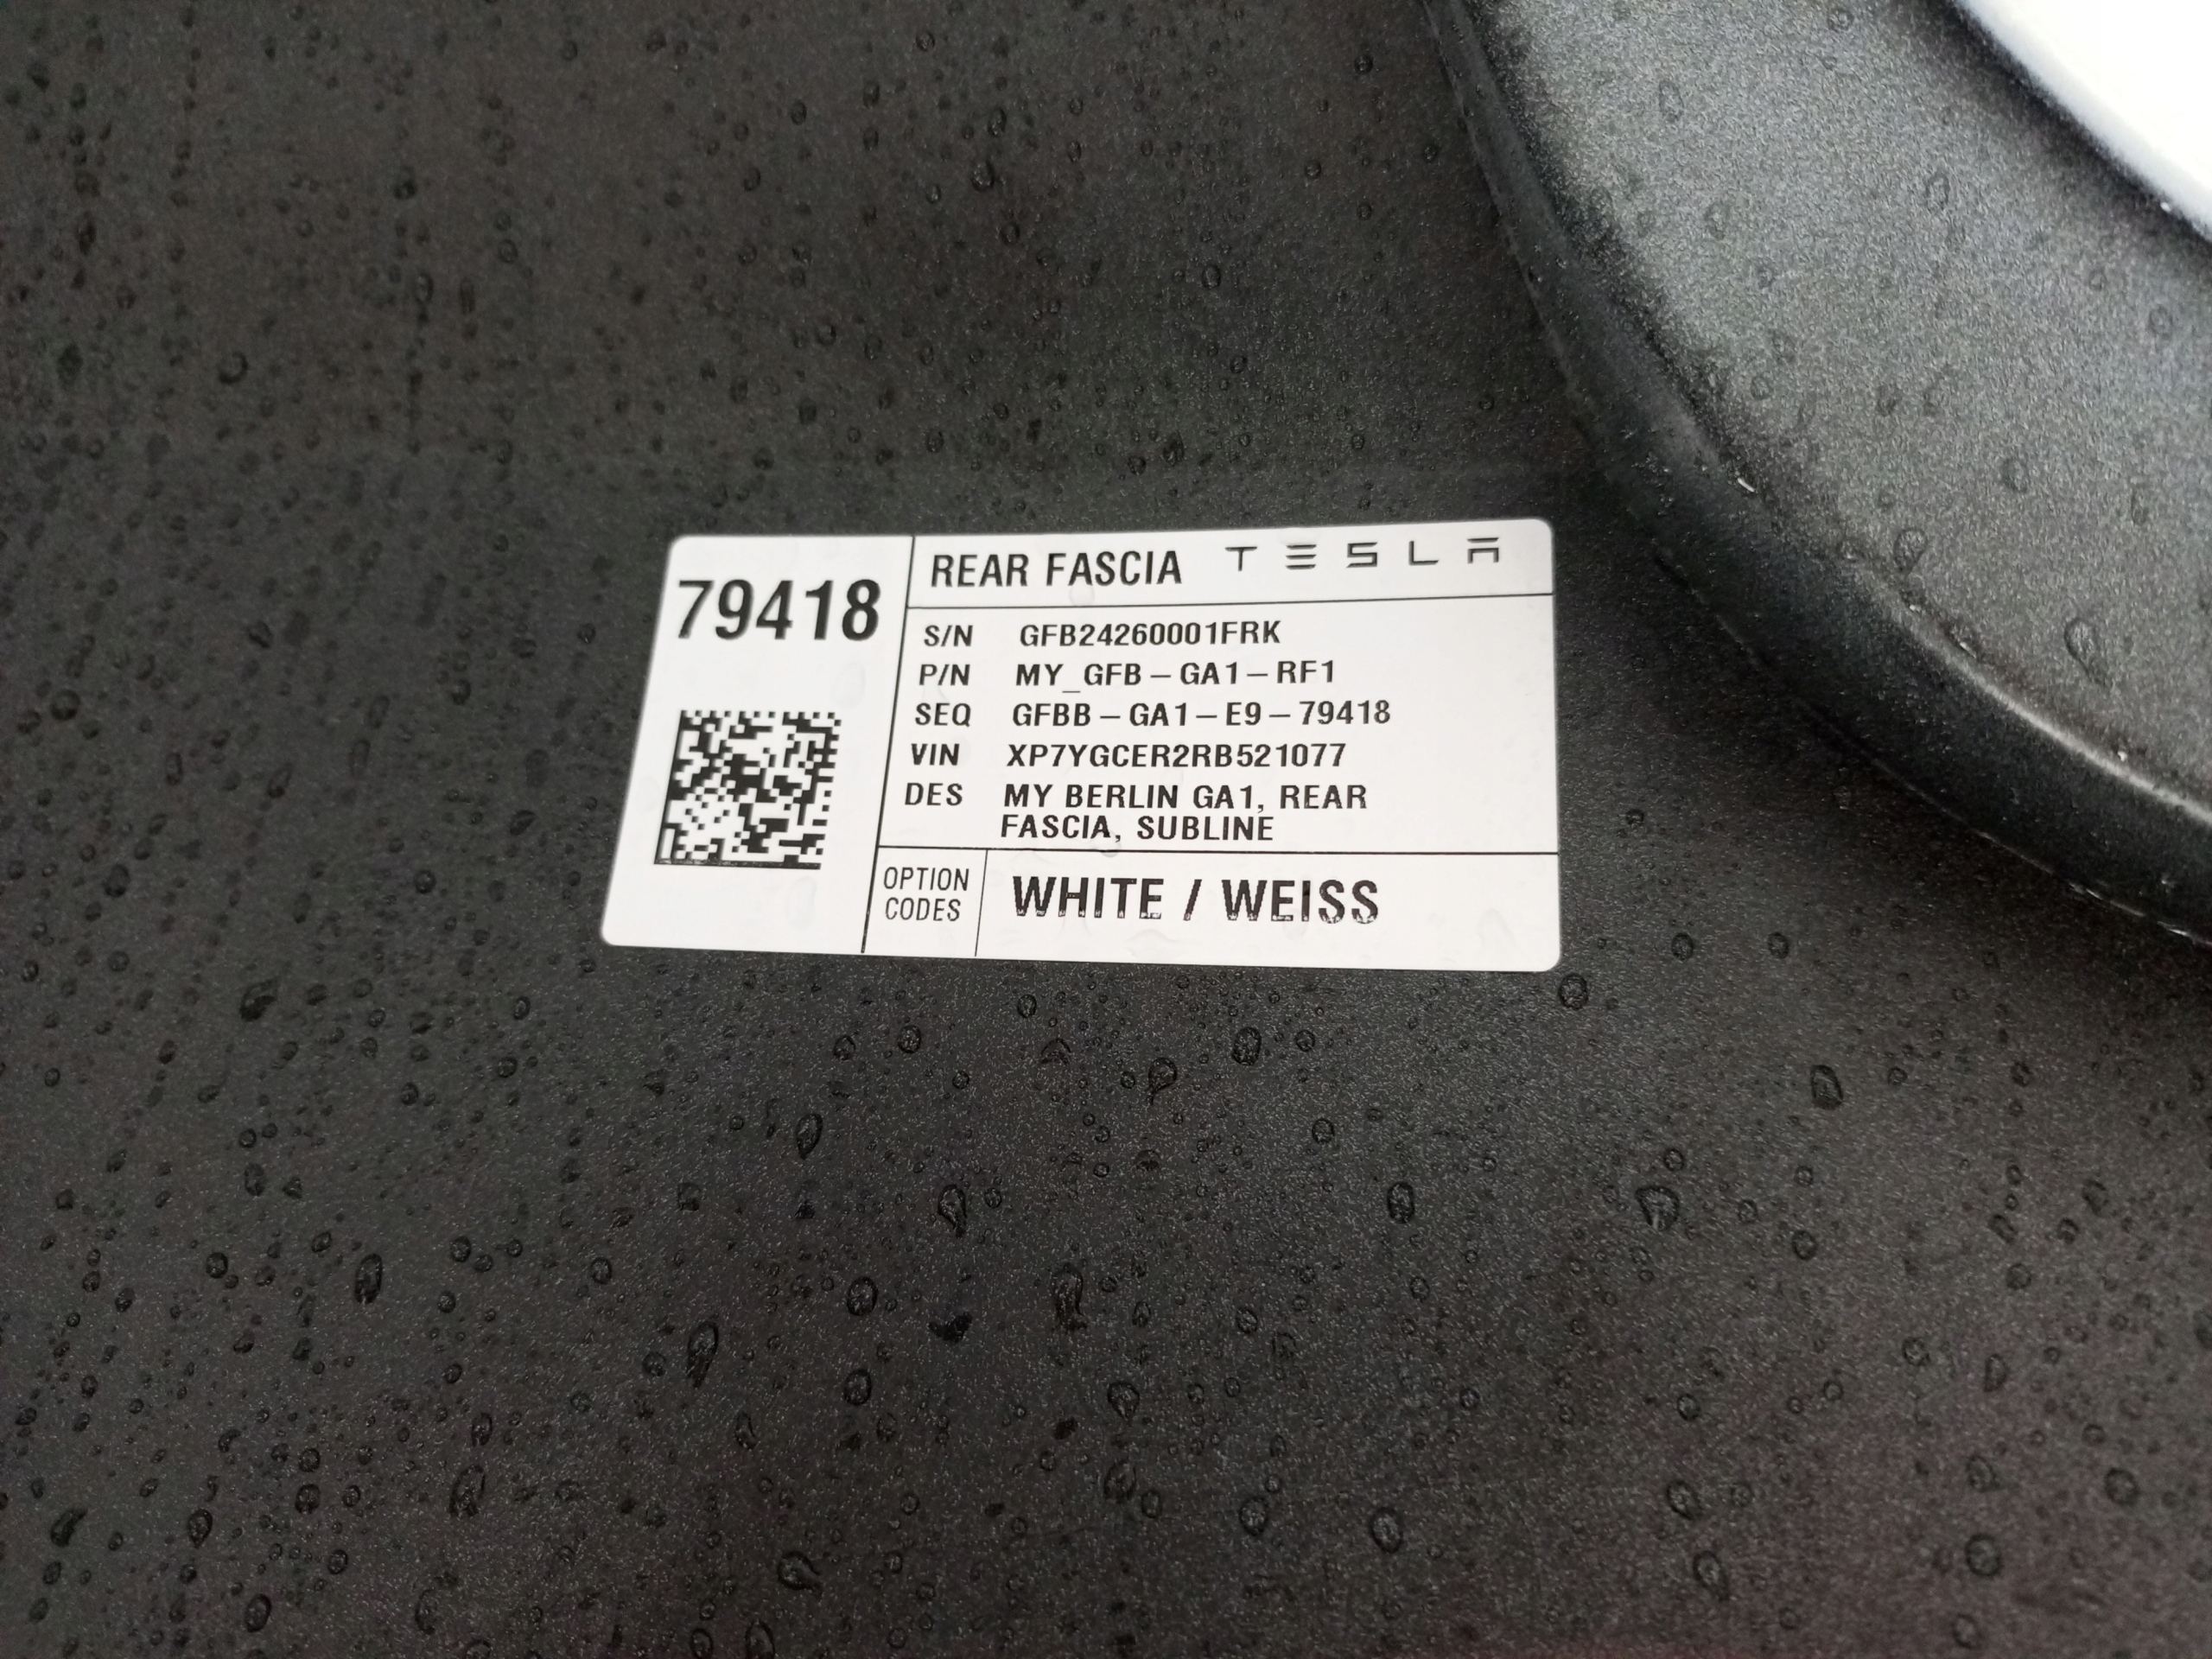 79418
REAR FASCIA TESLA
S/N GFB24260001FRK
P/N MY_GFB-GA1-RF1
SEQ GFBB-GA1-E9-79418
VIN XP7YGCER2RB521077
DES MY BERLIN GA1, REAR
FASCIA, SUBLINE
OPTION
CODES
WHITE / WEISS